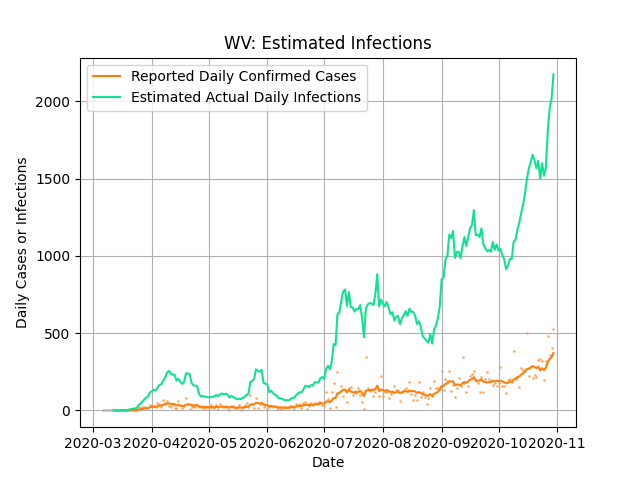 WV: Estimated Infections
Reported Daily Confirmed Cases
Estimated Actual Daily Infections
Daily Cases or Infections
2000
1500
1000
500
0
2020-03 2020-04 2020-05 2020-06 2020-07 2020-08 2020-09 2020-10 2020-11
Date